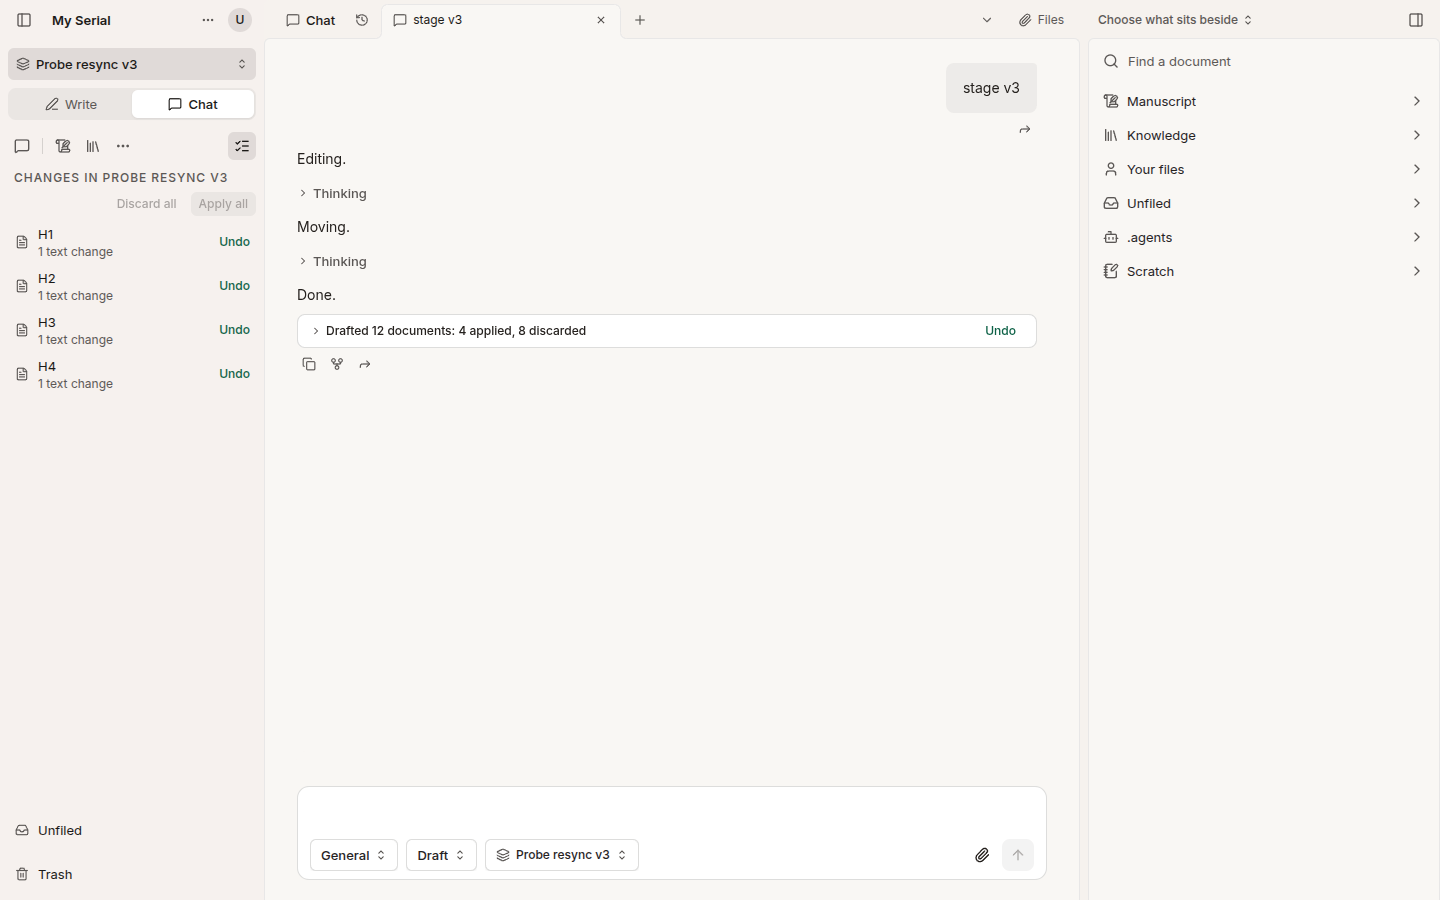 My Serial
U
Probe resync v3
Write
Chat
CHANGES IN PROBE RESYNC V3
Discard all
Apply all
H1
1 text change
Undo
H2
1 text change
Undo
H3
1 text change
Undo
H4
1 text change
Undo
Unfiled
Trash
Chat
stage v3
Files
stage v3
Editing.
Thinking
Moving.
Thinking
Done.
Drafted 12 documents: 4 applied, 8 discarded
Undo
General
Draft
Probe resync v3
Choose what sits beside
Find a document
Manuscript
Knowledge
Your files
Unfiled
.agents
Scratch